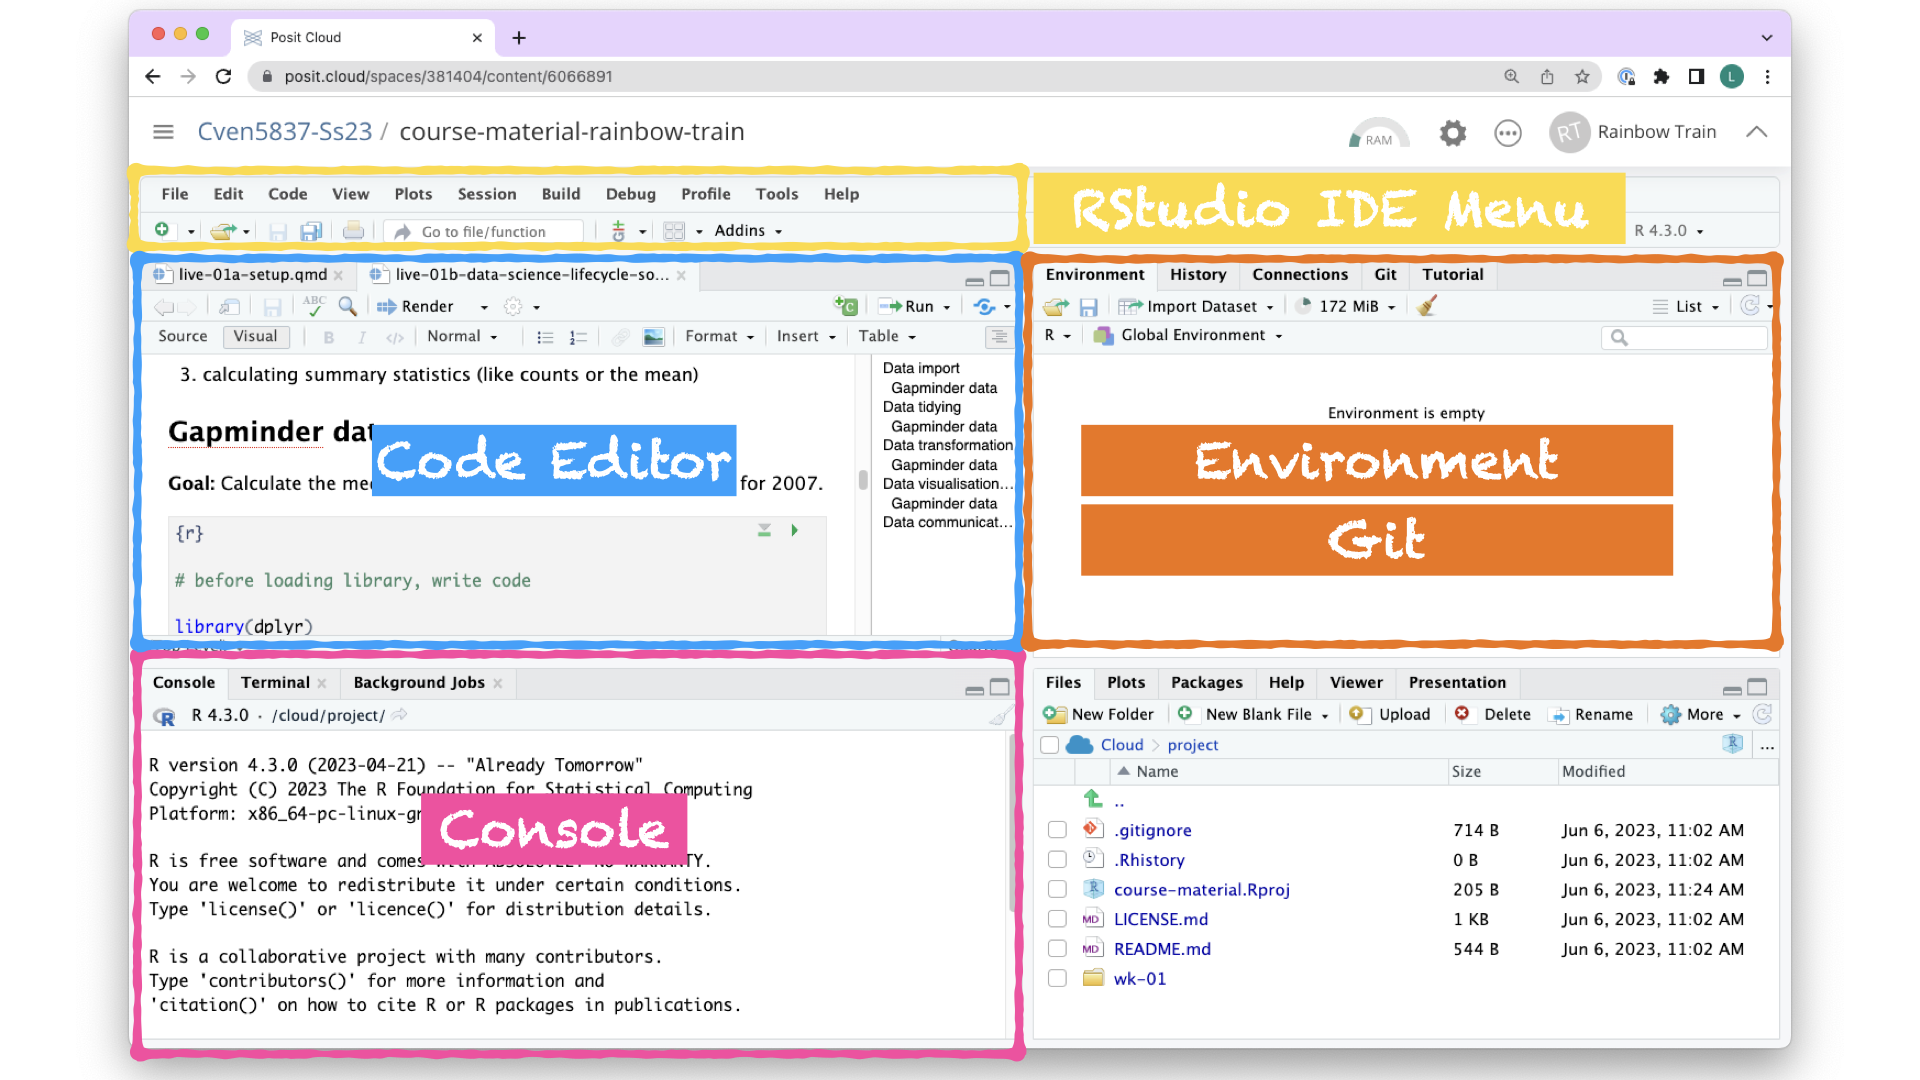 Posit Cloud
posit.cloud/spaces/381404/content/6066891
L
Cven5837-Ss23 / course-material-rainbow-train
RAM
RT Rainbow Train
File Edit Code View Plots Session Build Debug Profile Tools Help
RStudio IDE Menu
Go to file/function
Addins
R 4.3.0
live-01a-setup.qmd
live-01b-data-science-lifecycle-so...
ABC
Render
Run
Source Visual B I </> Normal Format Insert Table
3. calculating summary statistics (like counts or the mean)
Gapminder dat
Code Editor
Goal: Calculate the me
for 2007.
{r}
# before loading library, write code
library(dplyr)
Data import
Gapminder data
Data tidying
Gapminder data
Data transformation
Gapminder data
Data visualisation...
Gapminder data
Data communicat...
Environment History Connections Git Tutorial
Import Dataset 172 MiB List
R Global Environment
Environment is empty
Environment
Git
Console Terminal Background Jobs
R 4.3.0 · /cloud/project/
R version 4.3.0 (2023-04-21) -- "Already Tomorrow"
Copyright (C) 2023 The R Foundation for Statistical Computing
Platform: x86_64-pc-linux-gn
Console
R is free software and comes with ABSOLUTELY NO WARRANTY.
You are welcome to redistribute it under certain conditions.
Type 'license()' or 'licence()' for distribution details.
R is a collaborative project with many contributors.
Type 'contributors()' for more information and
'citation()' on how to cite R or R packages in publications.
Files Plots Packages Help Viewer Presentation
New Folder New Blank File Upload Delete Rename More
Cloud project
...
Name Size Modified
..
.gitignore 714 B Jun 6, 2023, 11:02 AM
.Rhistory 0 B Jun 6, 2023, 11:02 AM
course-material.Rproj 205 B Jun 6, 2023, 11:24 AM
LICENSE.md 1 KB Jun 6, 2023, 11:02 AM
README.md 544 B Jun 6, 2023, 11:02 AM
wk-01